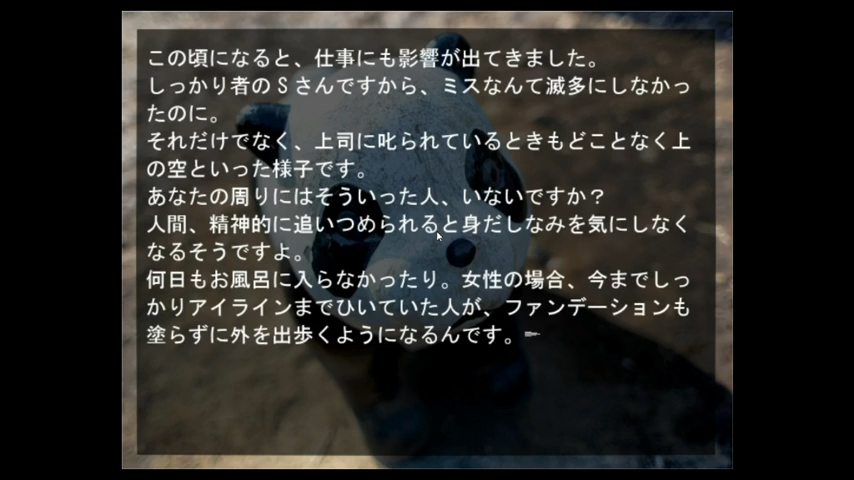 この頃になると、仕事にも影響が出てきました。
しっかり者のＳさんですから、ミスなんて滅多にしなかっ
たのに。
それだけでなく、上司に叱られているときもどことなく上
の空といった様子です。
あなたの周りにはそういった人、いないですか？
人間、精神的に追いつめられると身だしなみを気にしなく
なるそうですよ。
何日もお風呂に入らなかったり。女性の場合、今までしっ
かりアイラインまでひいていた人が、ファンデーションも
塗らずに外を出歩くようになるんです。